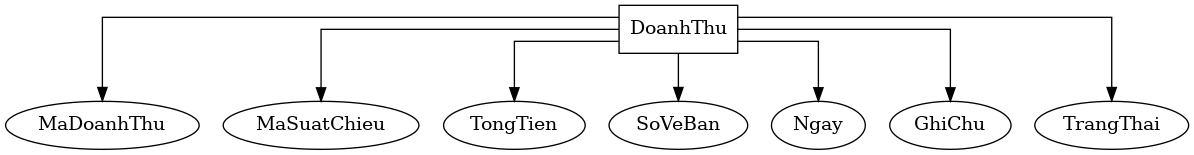 DoanhThu
MaDoanhThu
MaSuatChieu
TongTien
SoVeBan
Ngay
GhiChu
TrangThai